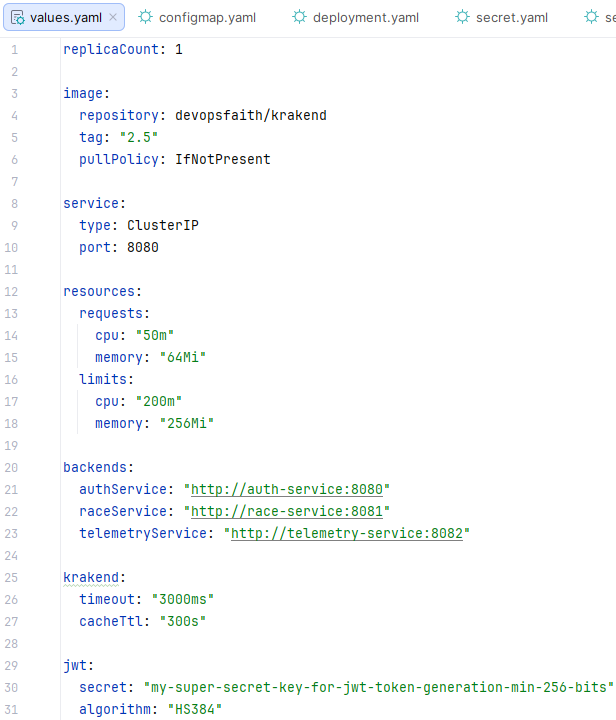 values.yaml × configmap.yaml deployment.yaml secret.yaml se
1 replicaCount: 1
2
3 image:
4 repository: devopsfaith/krakend
5 tag: "2.5"
6 pullPolicy: IfNotPresent
7
8 service:
9 type: ClusterIP
10 port: 8080
11
12 resources:
13 requests:
14 cpu: "50m"
15 memory: "64Mi"
16 limits:
17 cpu: "200m"
18 memory: "256Mi"
19
20 backends:
21 authService: "http://auth-service:8080"
22 raceService: "http://race-service:8081"
23 telemetryService: "http://telemetry-service:8082"
24
25 krakend:
26 timeout: "3000ms"
27 cacheTtl: "300s"
28
29 jwt:
30 secret: "my-super-secret-key-for-jwt-token-generation-min-256-bits"
31 algorithm: "HS384"